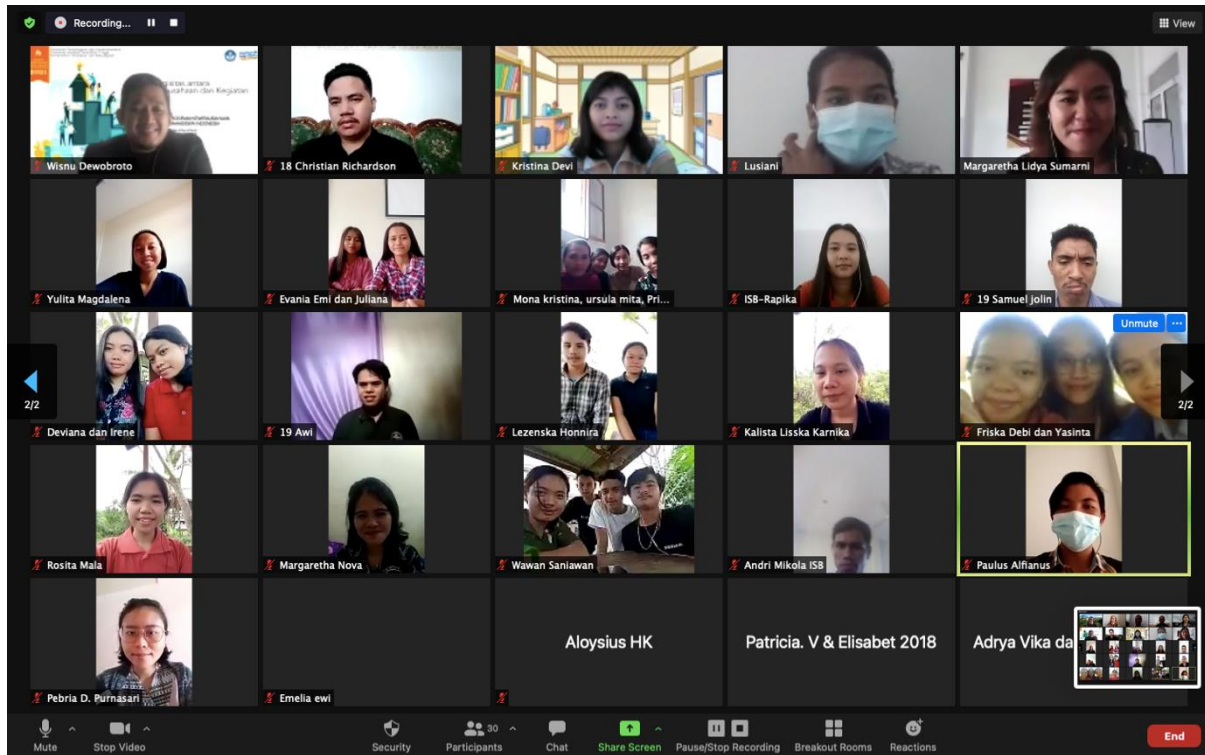 Recording...
View
Wisnu Dewobroto
18 Christian Richardson
Kristina Devi
Lusiani
Margaretha Lidya Sumarni
Yulita Magdalena
Evania Emi dan Juliana
Mona kristina, ursula mita, Pri...
ISB-Rapika
19 Samuel jolin
Unmute
2/2
2/2
Deviana dan Irene
19 Awi
Lezenska Honnira
Kalista Lisska Karnika
Friska Debi dan Yasinta
Rosita Mala
Margaretha Nova
Wawan Saniawan
Andri Mikola ISB
Paulus Alfianus
Aloysius HK
Patricia. V & Elisabet 2018
Adrya Vika da
Pebria D. Purnasari
Emelia ewi
30
Mute
Stop Video
Security
Participants
Chat
Share Screen
Pause/Stop Recording
Breakout Rooms
Reactions
End